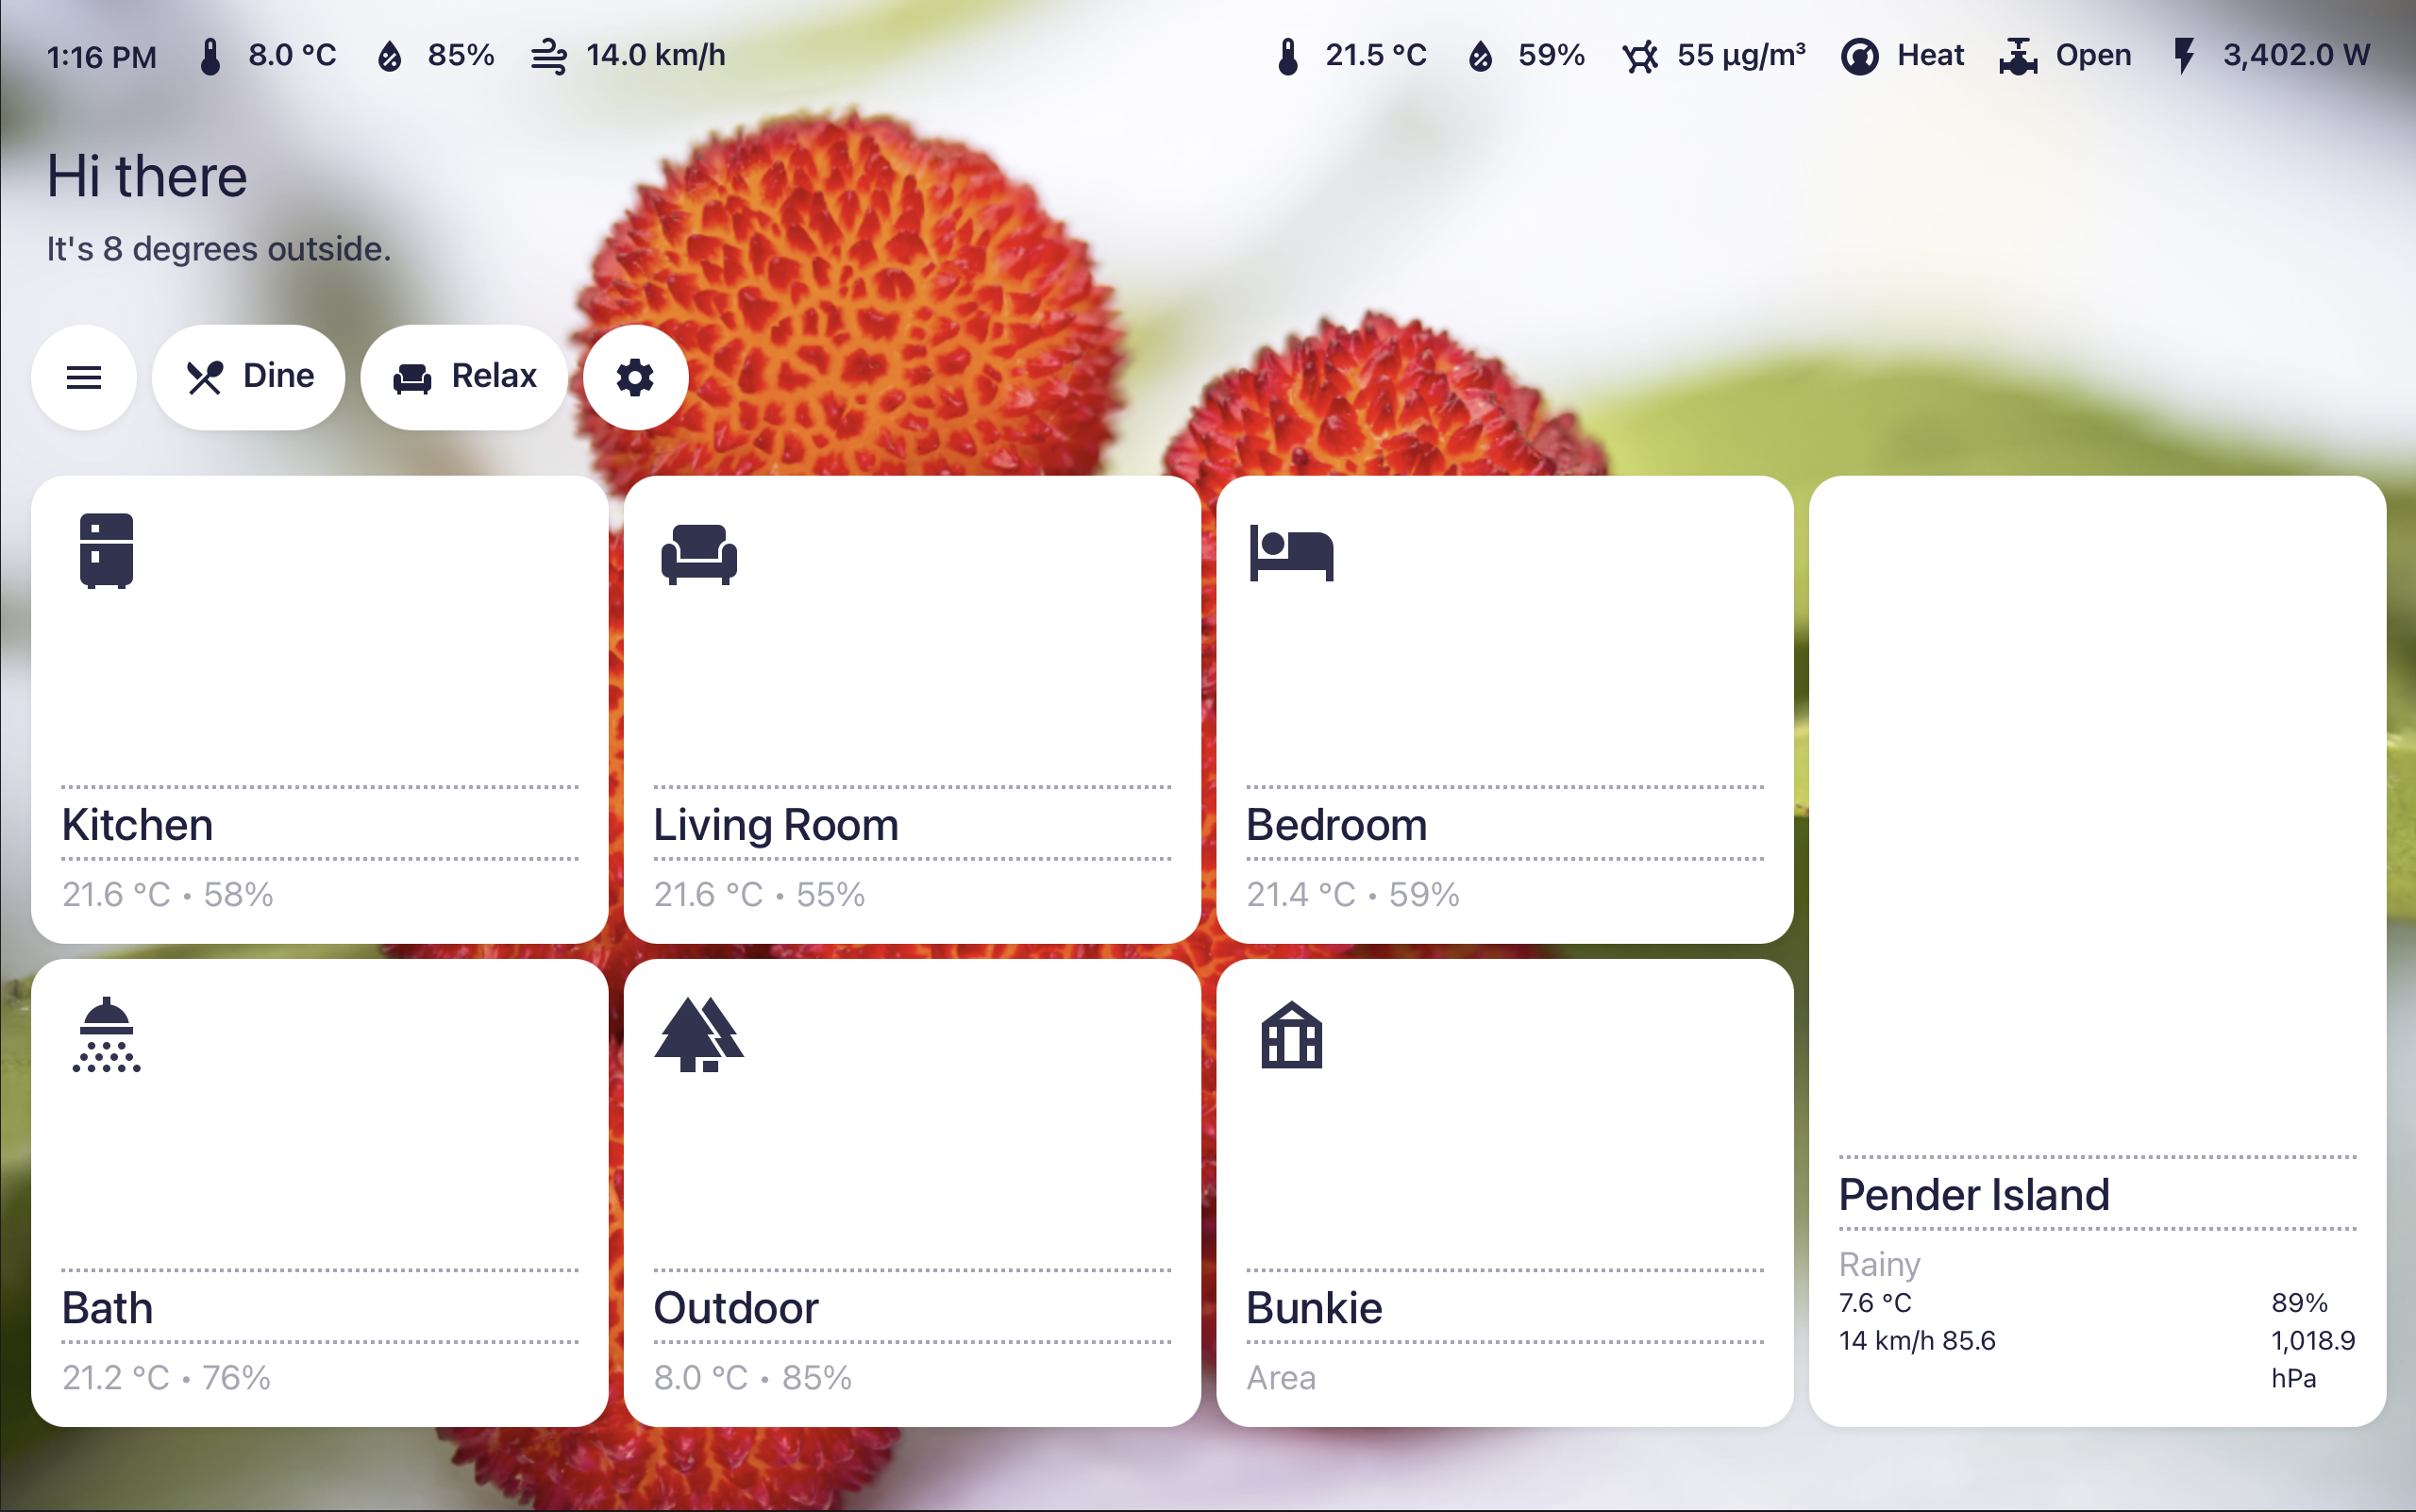 1:16 PM 8.0 °C 85% 14.0 km/h 21.5 °C 59% 55 µg/m³ Heat Open 3,402.0 W
Hi there
It's 8 degrees outside.
Dine Relax
Kitchen
21.6 °C • 58%
Living Room
21.6 °C • 55%
Bedroom
21.4 °C • 59%
Bath
21.2 °C • 76%
Outdoor
8.0 °C • 85%
Bunkie
Area
Pender Island
Rainy
7.6 °C 89%
14 km/h 85.6 1,018.9
hPa